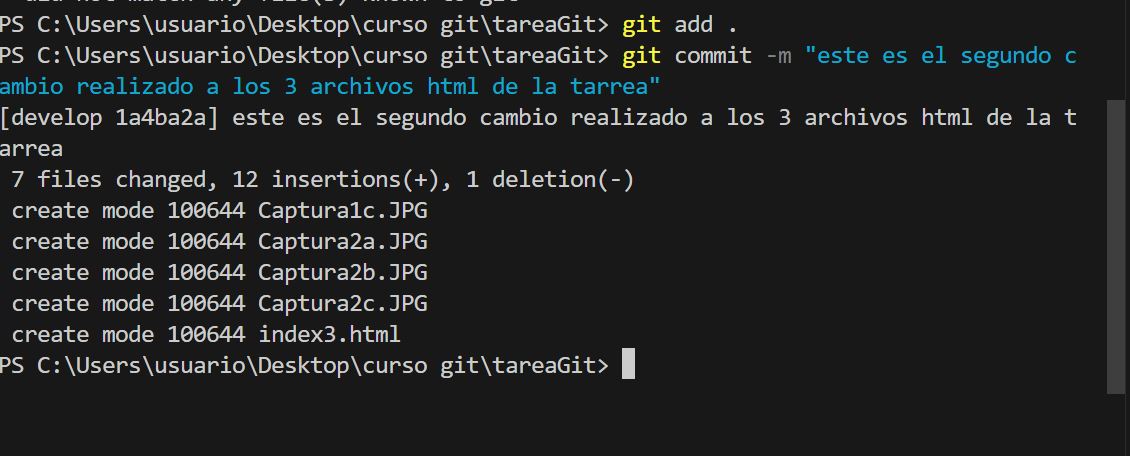 PS C:\Users\usuario\Desktop\curso git\tareaGit> git add .
PS C:\Users\usuario\Desktop\curso git\tareaGit> git commit -m "este es el segundo c
ambio realizado a los 3 archivos html de la tarrea"
[develop 1a4ba2a] este es el segundo cambio realizado a los 3 archivos html de la t
arrea
7 files changed, 12 insertions(+), 1 deletion(-)
create mode 100644 Captura1c.JPG
create mode 100644 Captura2a.JPG
create mode 100644 Captura2b.JPG
create mode 100644 Captura2c.JPG
create mode 100644 index3.html
PS C:\Users\usuario\Desktop\curso git\tareaGit>